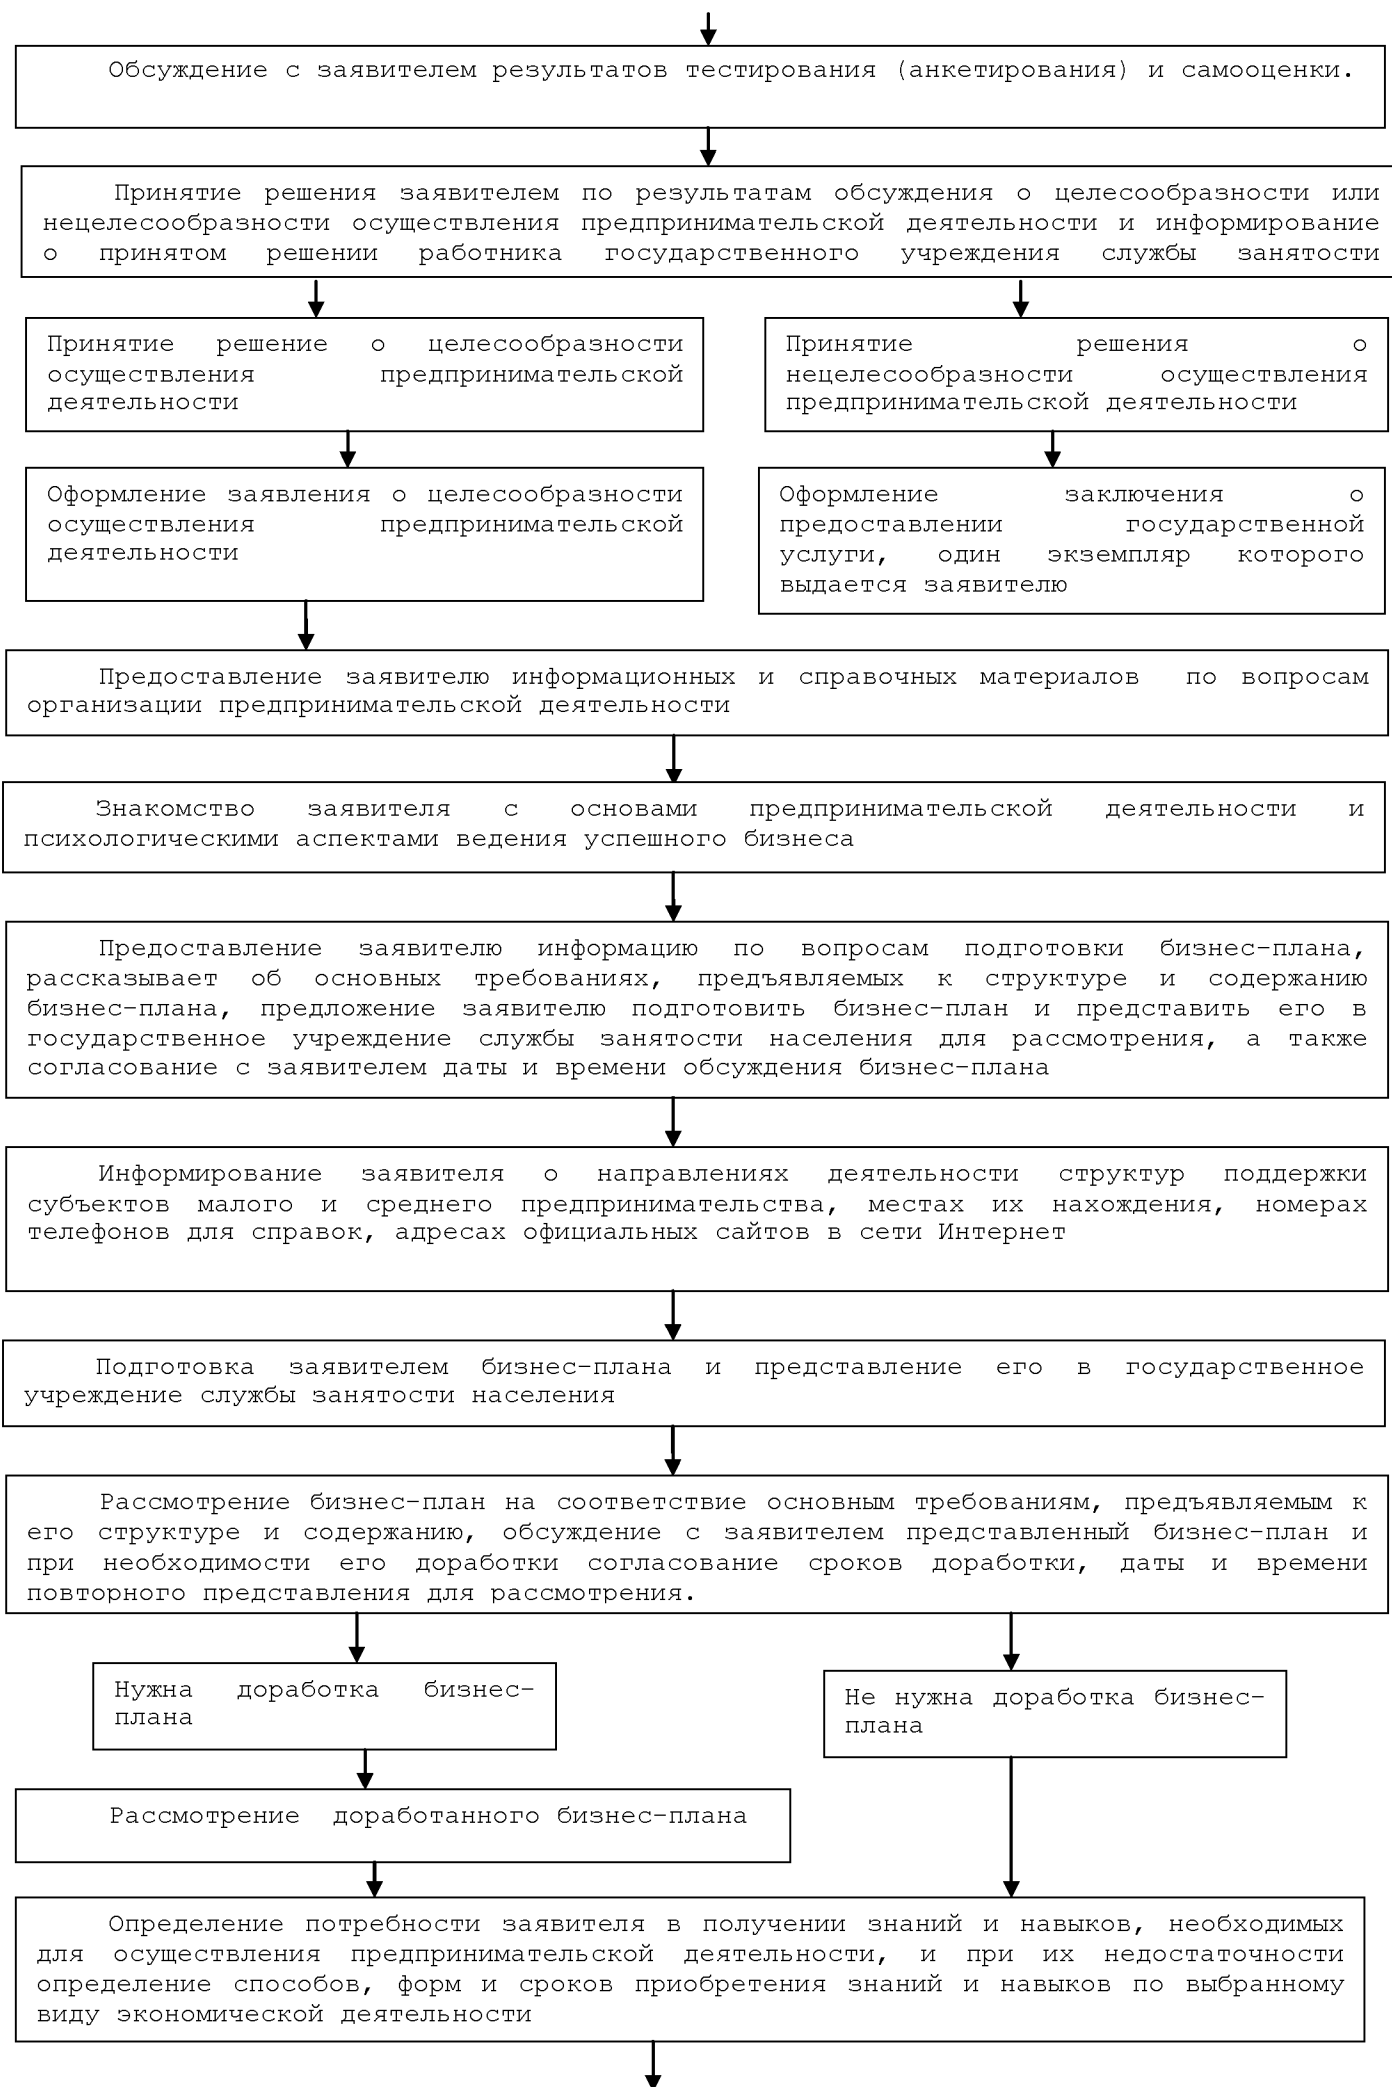 Обсуждение с заявителем результатов тестирования (анкетирования) и самооценки.
Принятие решения заявителем по результатам обсуждения о целесообразности или
нецелесообразности осуществления предпринимательской деятельности и информирование
о принятом решении работника государственного учреждения службы занятости
Принятие решение о целесообразности
осуществления предпринимательской
деятельности
Принятие решения о
нецелесообразности осуществления
предпринимательской деятельности
Оформление заявления о целесообразности
осуществления предпринимательской
деятельности
Оформление заключения о
предоставлении государственной
услуги, один экземпляр которого
выдается заявителю
Предоставление заявителю информационных и справочных материалов по вопросам
организации предпринимательской деятельности
Знакомство заявителя с основами предпринимательской деятельности и
психологическими аспектами ведения успешного бизнеса
Предоставление заявителю информацию по вопросам подготовки бизнес-плана,
рассказывает об основных требованиях, предъявляемых к структуре и содержанию
бизнес-плана, предложение заявителю подготовить бизнес-план и представить его в
государственное учреждение службы занятости населения для рассмотрения, а также
согласование с заявителем даты и времени обсуждения бизнес-плана
Информирование заявителя о направлениях деятельности структур поддержки
субъектов малого и среднего предпринимательства, местах их нахождения, номерах
телефонов для справок, адресах официальных сайтов в сети Интернет
Подготовка заявителем бизнес-плана и представление его в государственное
учреждение службы занятости населения
Рассмотрение бизнес-план на соответствие основным требованиям, предъявляемым к
его структуре и содержанию, обсуждение с заявителем представленный бизнес-план и
при необходимости его доработки согласование сроков доработки, даты и времени
повторного представления для рассмотрения.
Нужна доработка бизнес-
плана
Не нужна доработка бизнес-
плана
Рассмотрение доработанного бизнес-плана
Определение потребности заявителя в получении знаний и навыков, необходимых
для осуществления предпринимательской деятельности, и при их недостаточности
определение способов, форм и сроков приобретения знаний и навыков по выбранному
виду экономической деятельности